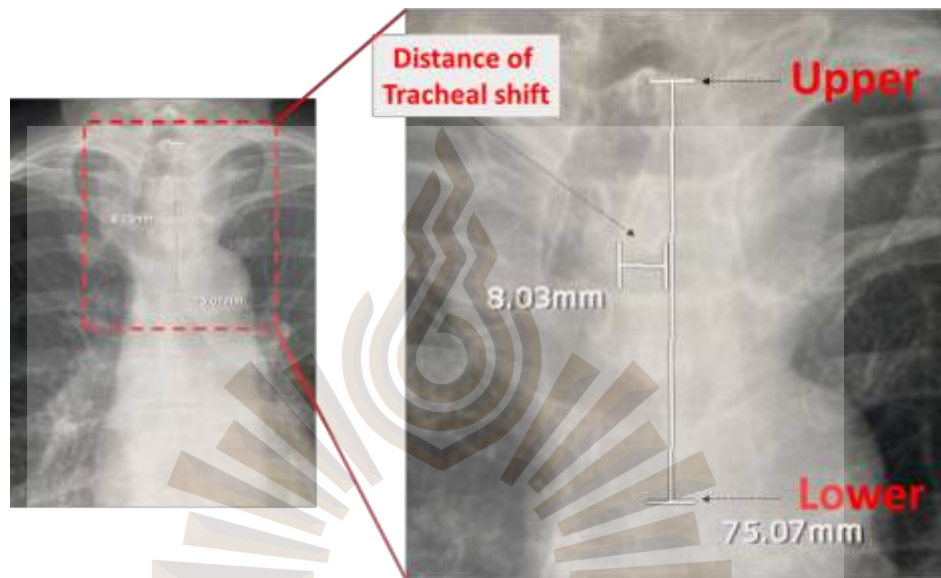 Distance of
Tracheal shift
Upper
8.03mm
Lower
75.07mm